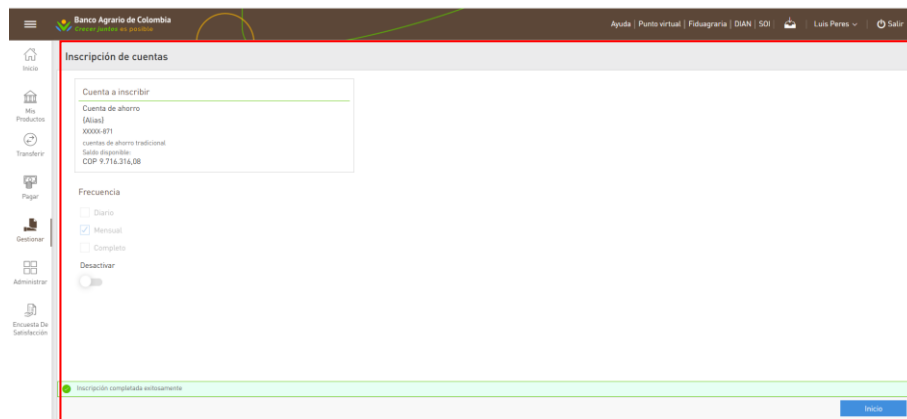 Banco Agrario de Colombia
Crecer juntos es posible
Ayuda | Punto virtual | Fiduagraria | DIAN | SOI | Luis Peres | Salir
Inicio
Mis
Productos
Transferir
Pagar
Gestionar
Administrar
Encuesta De
Satisfacción
Inscripción de cuentas
Cuenta a inscribir
Cuenta de ahorro
(Alias)
XXXXX-871
cuentas de ahorro tradicional
Saldo disponible:
COP 9.716.316,08
Frecuencia
Diario
Mensual
Completo
Desactivar
Inscripción completada exitosamente
Inicio